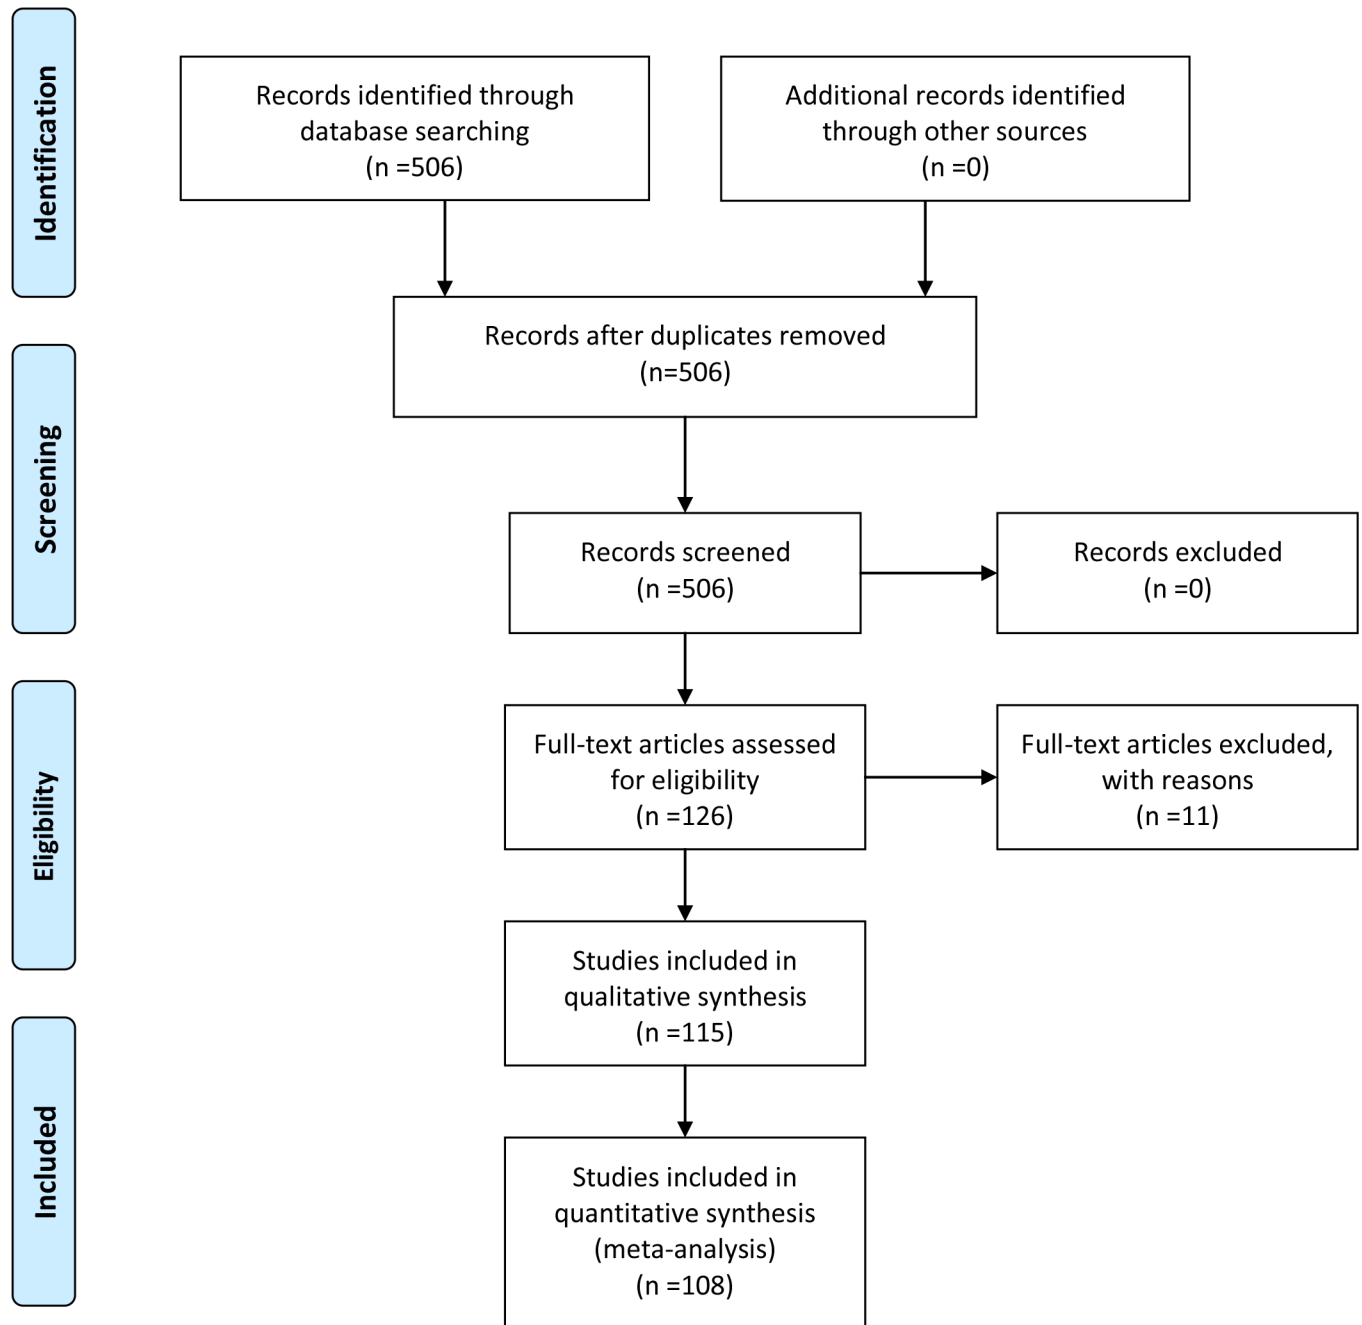 Identification
Records identified through
database searching
(n =506)
Additional records identified
through other sources
(n =0)
Records after duplicates removed
(n=506)
Screening
Records screened
(n =506)
Records excluded
(n =0)
Eligibility
Full-text articles assessed
for eligibility
(n =126)
Full-text articles excluded,
with reasons
(n =11)
Studies included in
qualitative synthesis
(n =115)
Included
Studies included in
quantitative synthesis
(meta-analysis)
(n =108)